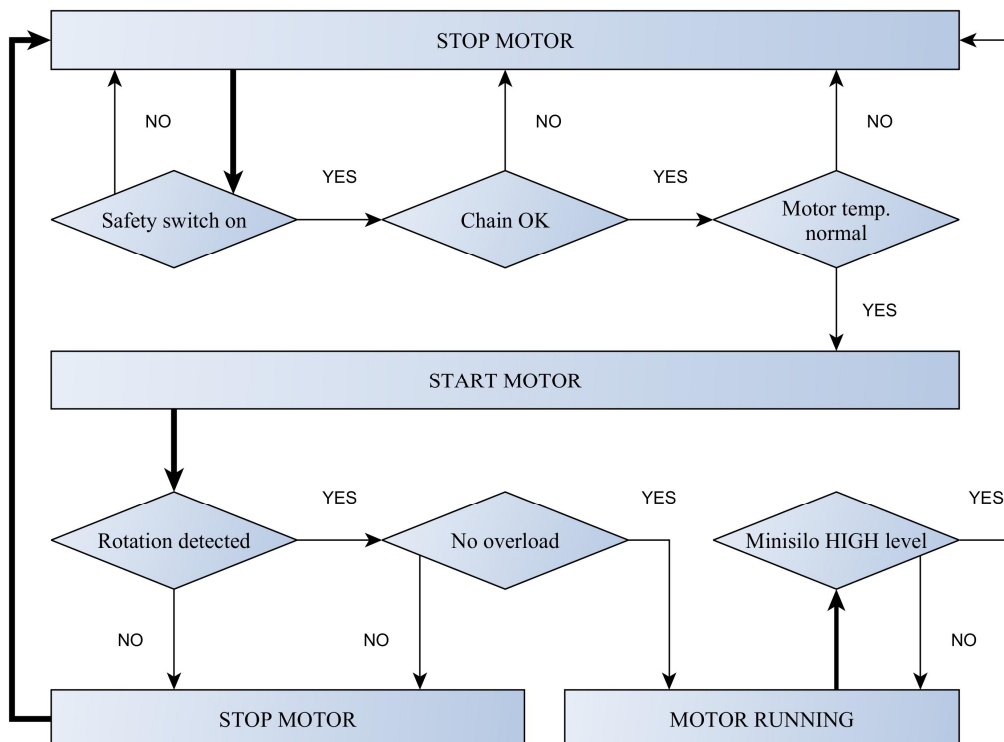 STOP MOTOR
NO
NO
NO
YES
YES
Safety switch on
Chain OK
Motor temp.
normal
YES
START MOTOR
YES
YES
YES
Rotation detected
No overload
Minisilo HIGH level
NO
NO
NO
STOP MOTOR
MOTOR RUNNING